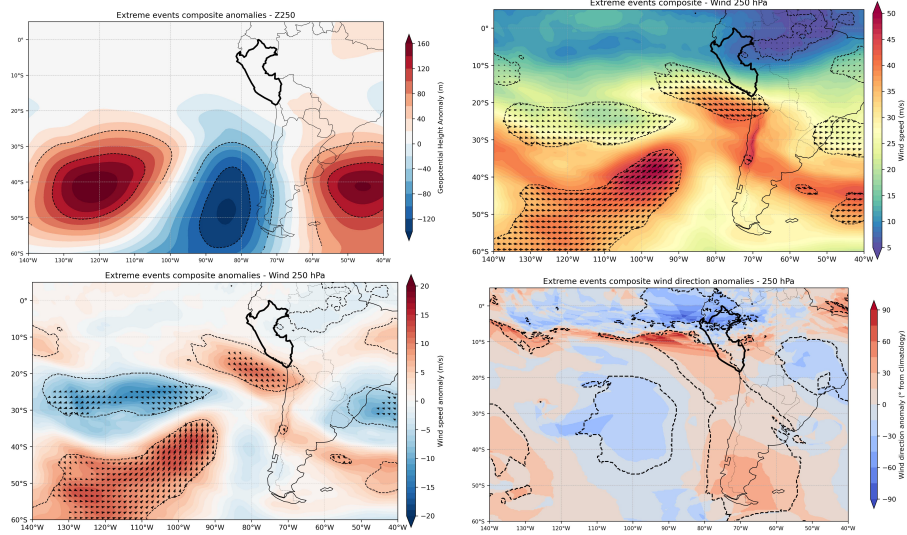 Extreme events composite anomalies - Z250
0°
10°S
20°S
30°S
40°S
50°S
60°S
140°W 130°W 120°W 110°W 100°W 90°W 80°W 70°W 60°W 50°W 40°W
160
120
80
40
0
−40
−80
−120
Geopotential Height Anomaly (m)
Extreme events composite - Wind 250 hPa
0°
10°S
20°S
30°S
40°S
50°S
60°S
140°W 130°W 120°W 110°W 100°W 90°W 80°W 70°W 60°W 50°W 40°W
50
45
40
35
30
25
20
15
10
5
Wind speed (m/s)
Extreme events composite anomalies - Wind 250 hPa
0°
10°S
20°S
30°S
40°S
50°S
60°S
140°W 130°W 120°W 110°W 100°W 90°W 80°W 70°W 60°W 50°W 40°W
20
15
10
5
0
−5
−10
−15
−20
Wind speed anomaly (m/s)
Extreme events composite wind direction anomalies - 250 hPa
0°
10°S
20°S
30°S
40°S
50°S
60°S
140°W 130°W 120°W 110°W 100°W 90°W 80°W 70°W 60°W 50°W 40°W
90
60
30
0
−30
−60
−90
Wind direction anomaly (° from climatology)